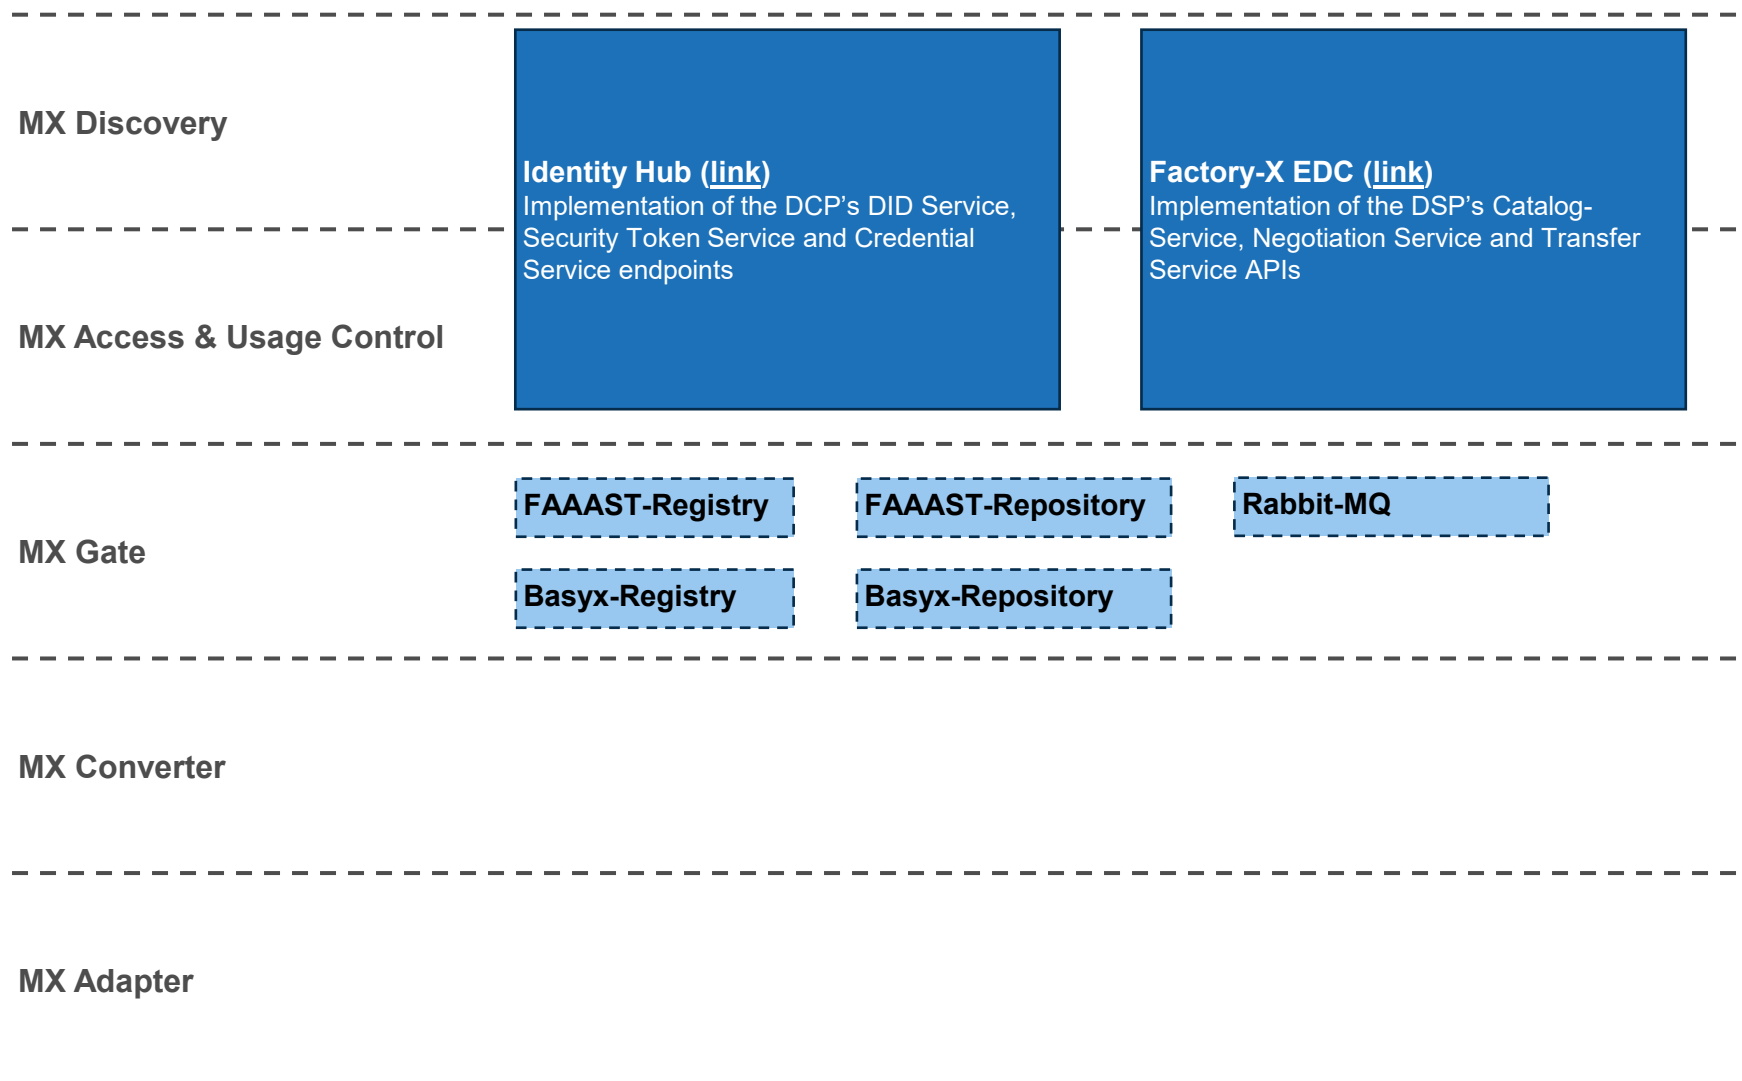 MX Discovery
Identity Hub (link)
Implementation of the DCP’s DID Service,
Security Token Service and Credential
Service endpoints
Factory-X EDC (link)
Implementation of the DSP’s Catalog-
Service, Negotiation Service and Transfer
Service APIs
MX Access & Usage Control
MX Gate
FAAAST-Registry
FAAAST-Repository
Rabbit-MQ
Basyx-Registry
Basyx-Repository
MX Converter
MX Adapter